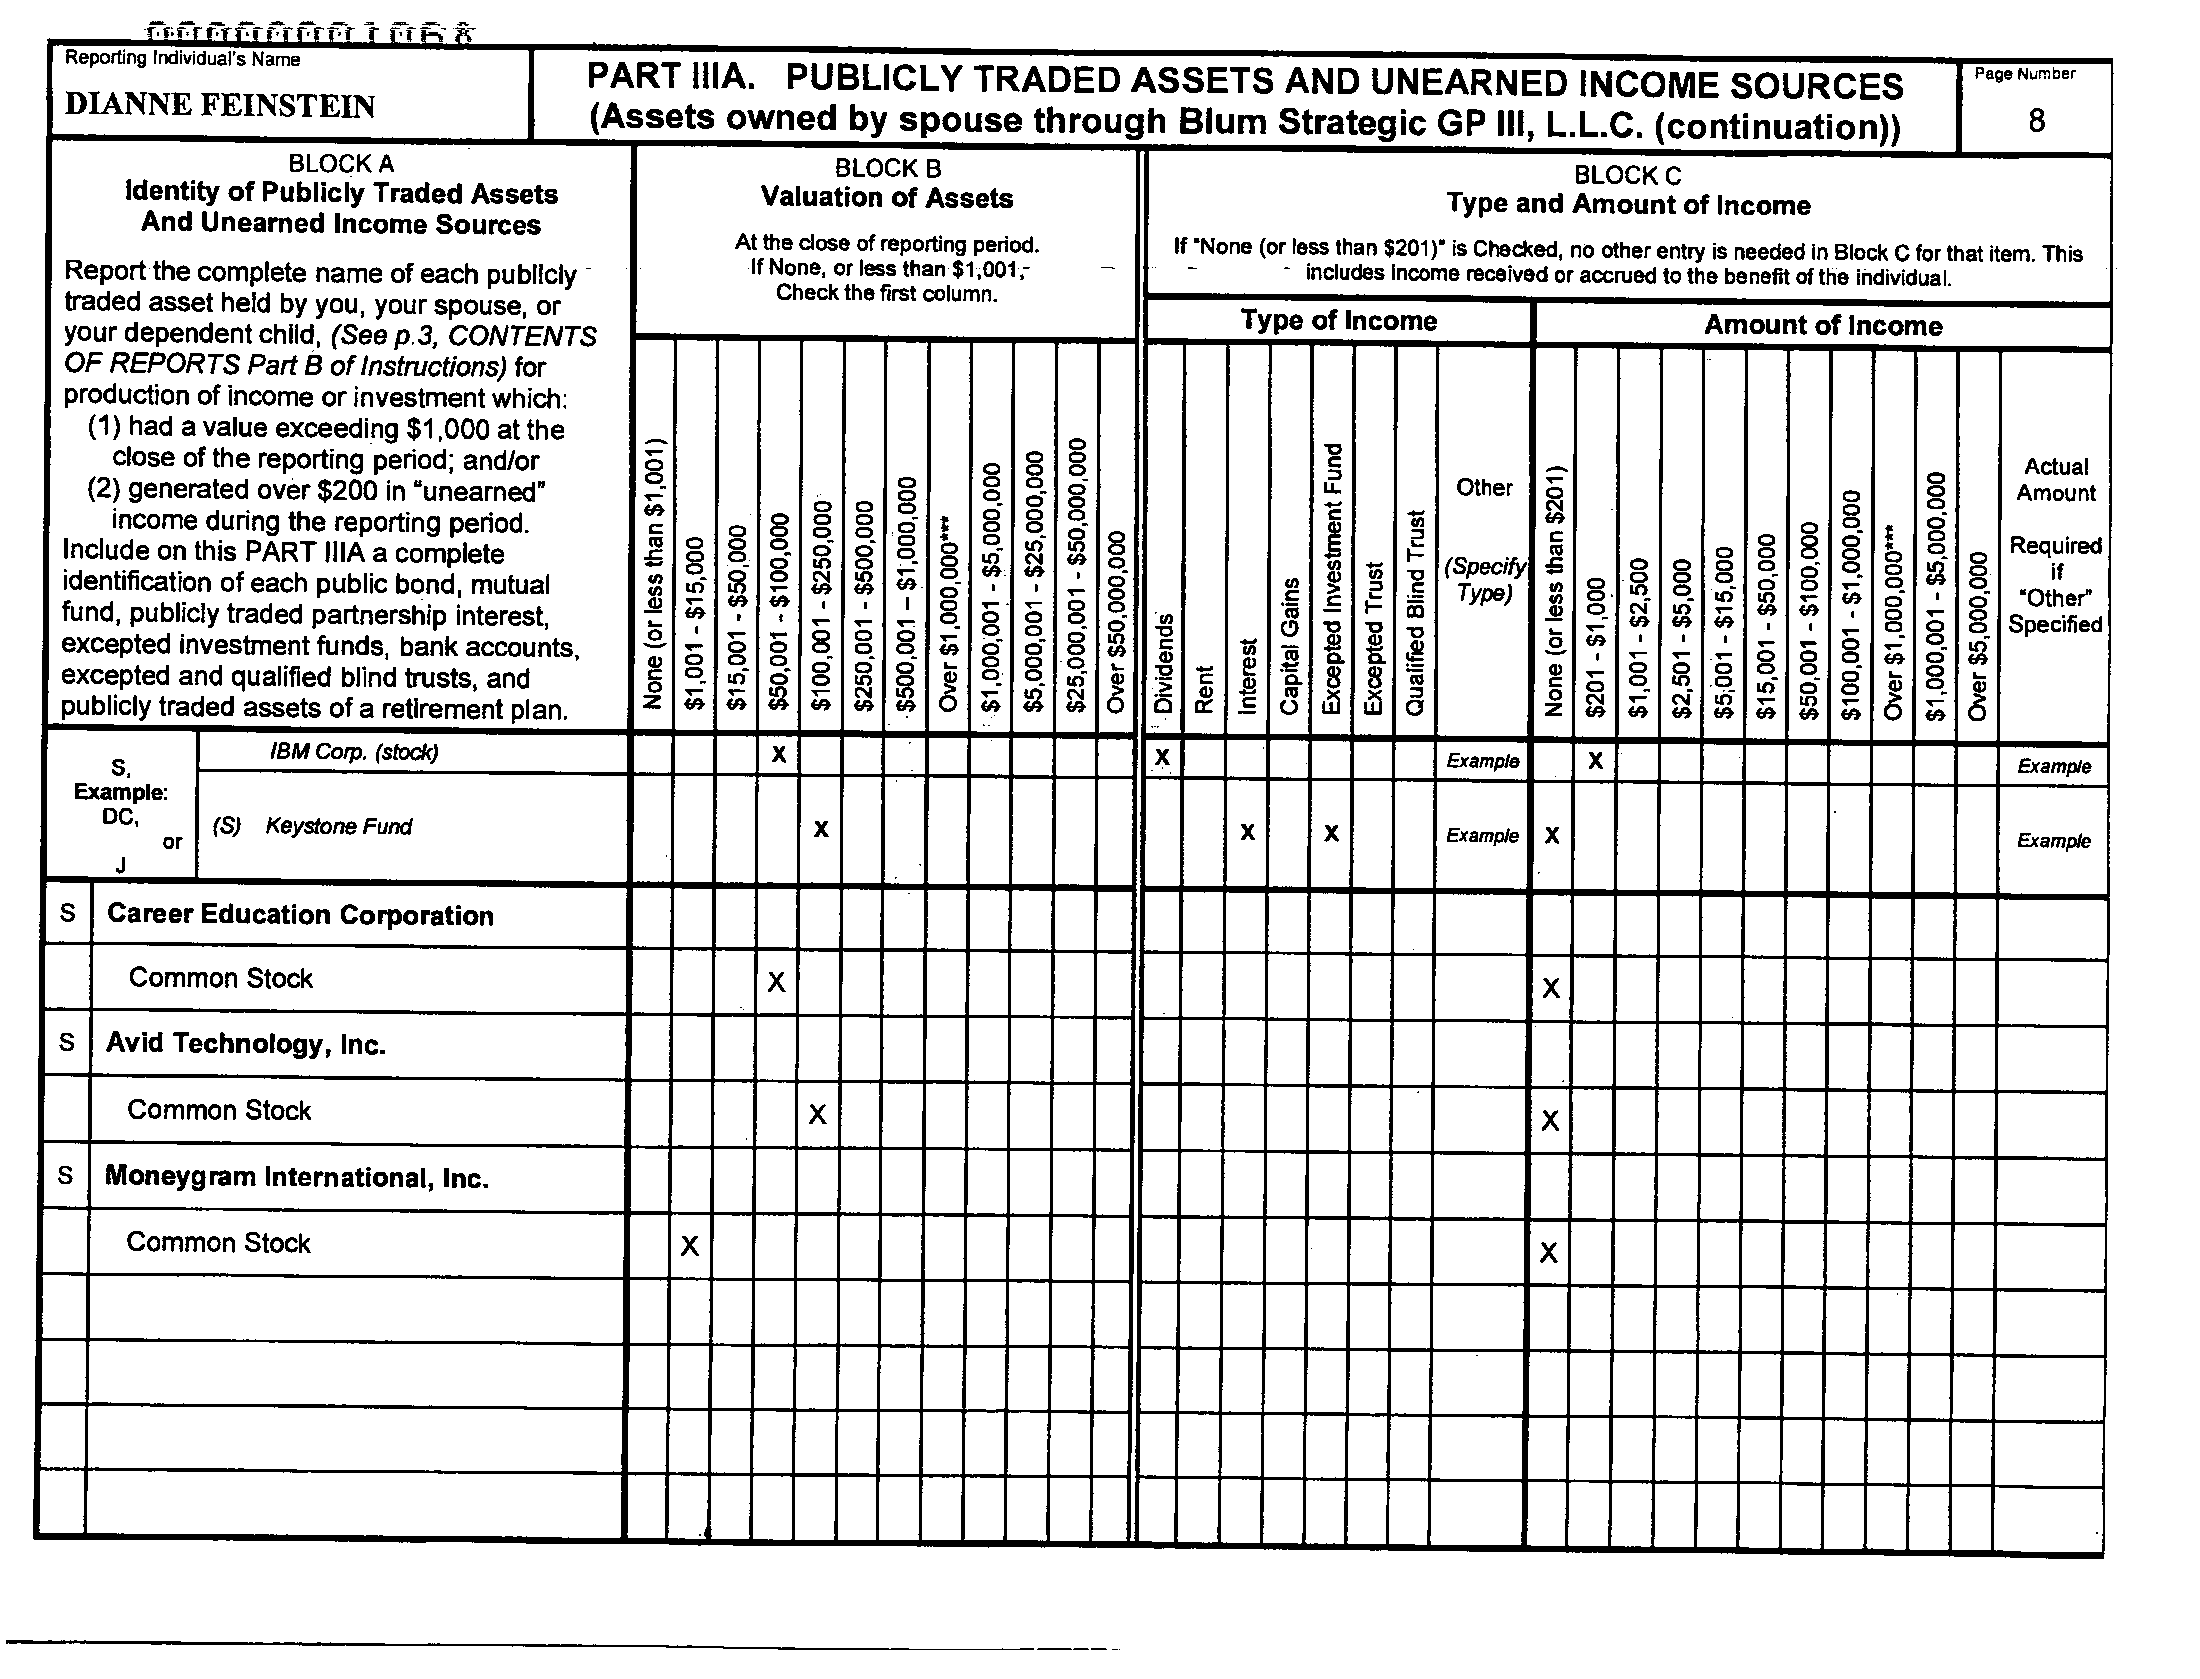 Reporting Individual's Name
DIANNE FEINSTEIN
PART IIIA. PUBLICLY TRADED ASSETS AND UNEARNED INCOME SOURCES
(Assets owned by spouse through Blum Strategic GP III, L.L.C. (continuation))
Page Number
8
BLOCK A
Identity of Publicly Traded Assets
And Unearned Income Sources
Report the complete name of each publicly
traded asset held by you, your spouse, or
your dependent child, (See p.3, CONTENTS
OF REPORTS Part B of Instructions) for
production of income or investment which:
(1) had a value exceeding $1,000 at the
close of the reporting period; and/or
(2) generated over $200 in "unearned"
income during the reporting period.
Include on this PART IIIA a complete
identification of each public bond, mutual
fund, publicly traded partnership interest,
excepted investment funds, bank accounts,
excepted and qualified blind trusts, and
publicly traded assets of a retirement plan.
BLOCK B
Valuation of Assets
At the close of reporting period.
If None, or less than $1,001,
Check the first column.
None (or less than $1,001)
$1,001 - $15,000
$15,001 - $50,000
$50,001 - $100,000
$100,001 - $250,000
$250,001 - $500,000
$500,001 - $1,000,000
Over $1,000,000***
$1,000,001 - $5,000,000
$5,000,001 - $25,000,000
$25,000,001 - $50,000,000
Over $50,000,000
BLOCK C
Type and Amount of Income
If "None (or less than $201)" is Checked, no other entry is needed in Block C for that item. This
includes income received or accrued to the benefit of the individual.
Type of Income
Dividends
Rent
Interest
Capital Gains
Excepted Investment Fund
Excepted Trust
Qualified Blind Trust
Other
(Specify
Type)
Amount of Income
None (or less than $201)
$201 - $1,000
$1,001 - $2,500
$2,501 - $5,000
$5,001 - $15,000
$15,001 - $50,000
$50,001 - $100,000
$100,001 - $1,000,000
Over $1,000,000***
$1,000,001 - $5,000,000
Over $5,000,000
Actual
Amount
Required
if
"Other"
Specified
S,
Example:
DC,
or
J
IBM Corp. (stock) X X Example X Example
(S) Keystone Fund X X X Example X Example
S Career Education Corporation
Common Stock X X
S Avid Technology, Inc.
Common Stock X X
S Moneygram International, Inc.
Common Stock X X